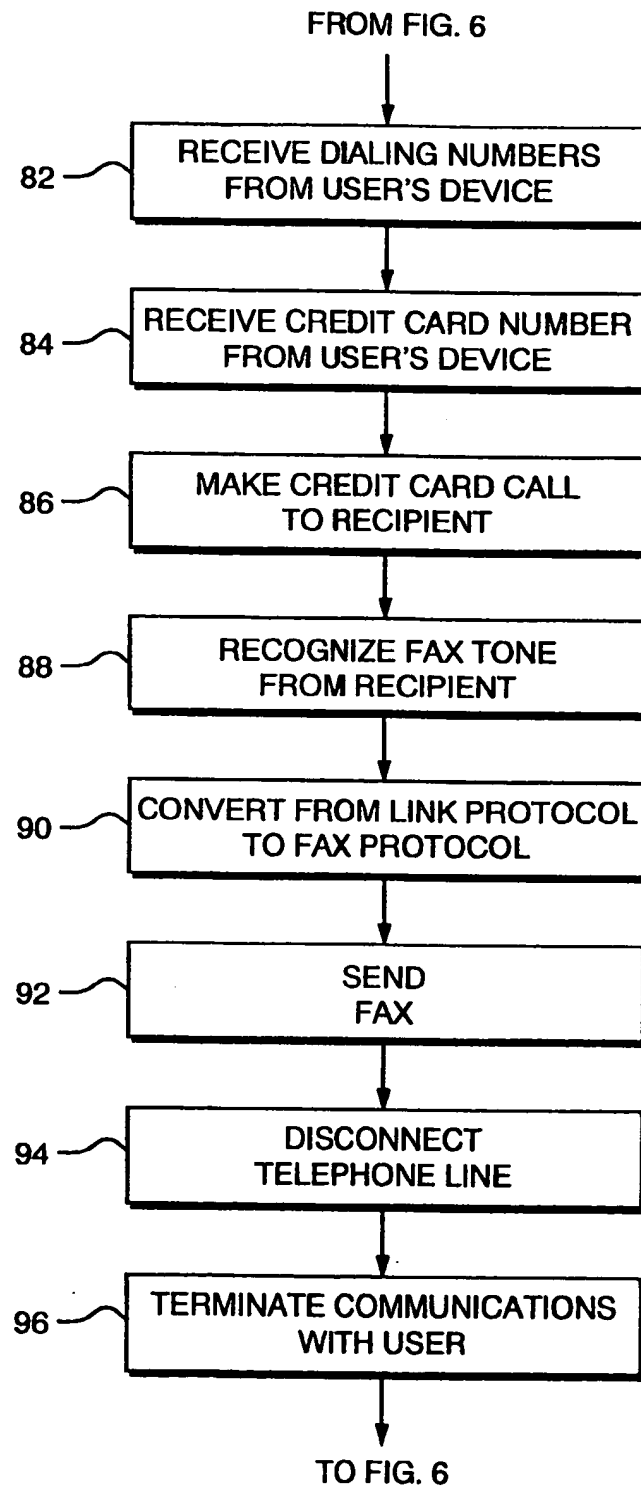 FROM FIG. 6
82
RECEIVE DIALING NUMBERS
FROM USER'S DEVICE
84
RECEIVE CREDIT CARD NUMBER
FROM USER'S DEVICE
86
MAKE CREDIT CARD CALL
TO RECIPIENT
88
RECOGNIZE FAX TONE
FROM RECIPIENT
90
CONVERT FROM LINK PROTOCOL
TO FAX PROTOCOL
92
SEND
FAX
94
DISCONNECT
TELEPHONE LINE
96
TERMINATE COMMUNICATIONS
WITH USER
TO FIG. 6